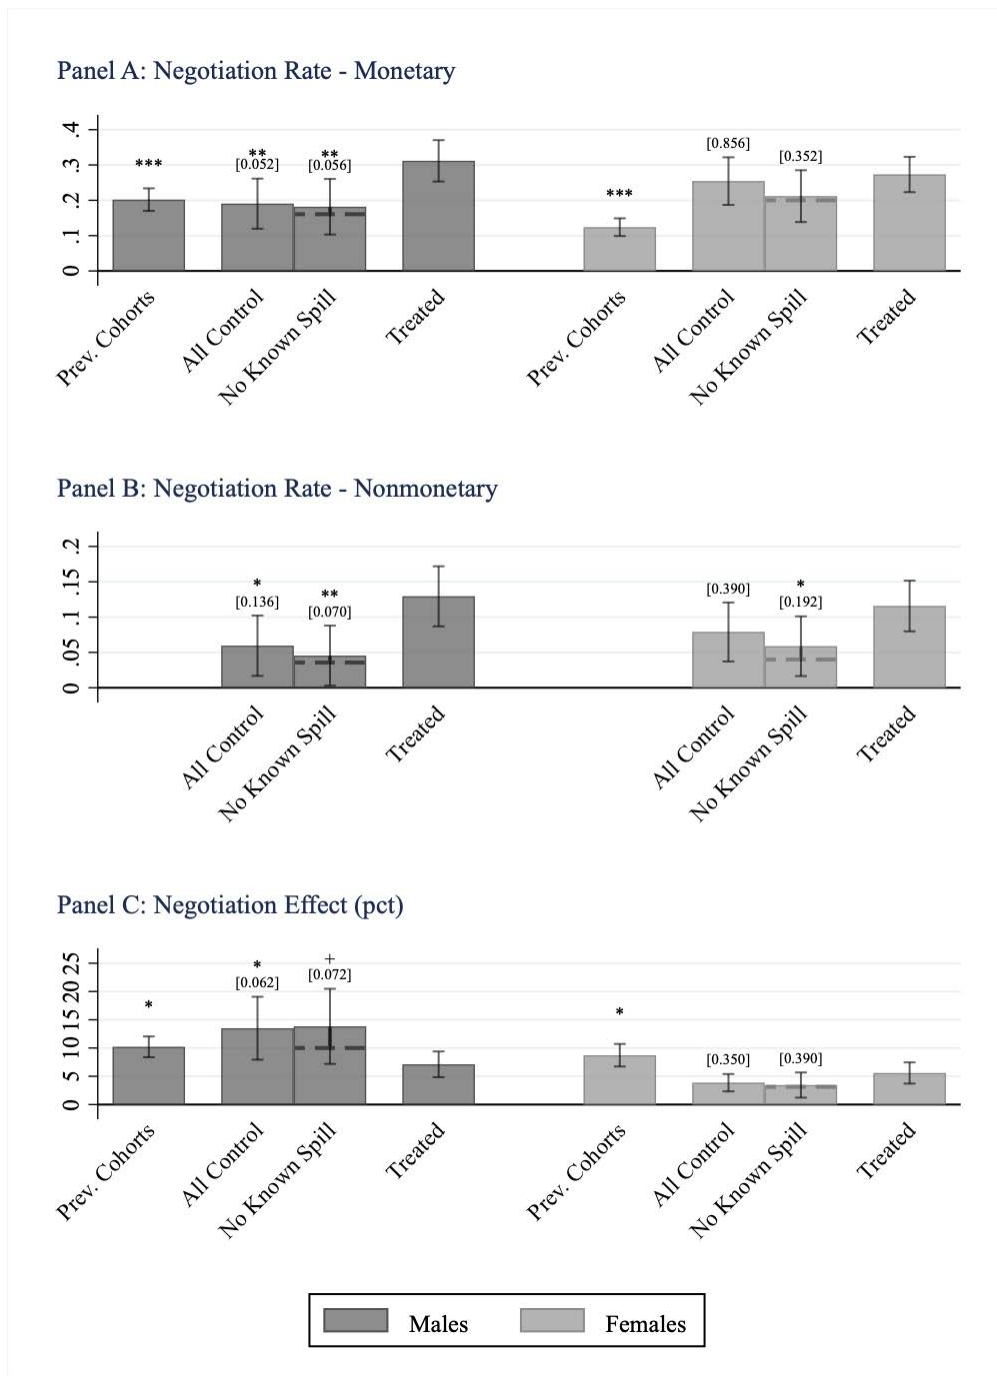 Panel A: Negotiation Rate - Monetary
0 .1 .2 .3 .4
*** ** ** ***
[0.052] [0.056] [0.856] [0.352]
Prev. Cohorts All Control No Known Spill Treated Prev. Cohorts All Control No Known Spill Treated
Panel B: Negotiation Rate - Nonmonetary
0 .05 .1 .15 .2
* ** *
[0.136] [0.070] [0.390] [0.192]
All Control No Known Spill Treated All Control No Known Spill Treated
Panel C: Negotiation Effect (pct)
0 5 10 15 20 25
* * + *
[0.062] [0.072] [0.350] [0.390]
Prev. Cohorts All Control No Known Spill Treated Prev. Cohorts All Control No Known Spill Treated
Males Females